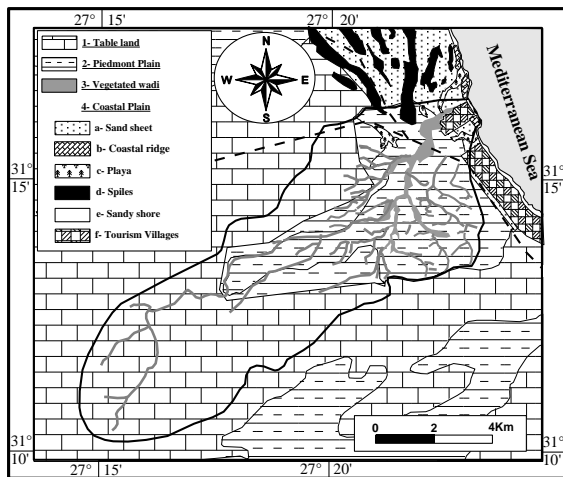 27° 15'
27° 20'
1- Table land
2- Piedmont Plain
3- Vegetated wadi
4- Coastal Plain
a- Sand sheet
b- Coastal ridge
c- Playa
d- Spiles
e- Sandy shore
f- Tourism Villages
N
W
E
S
Mediterranean Sea
31°
15'
31°
15'
0 2 4Km
31°
10'
31°
10'
27° 15'
27° 20'